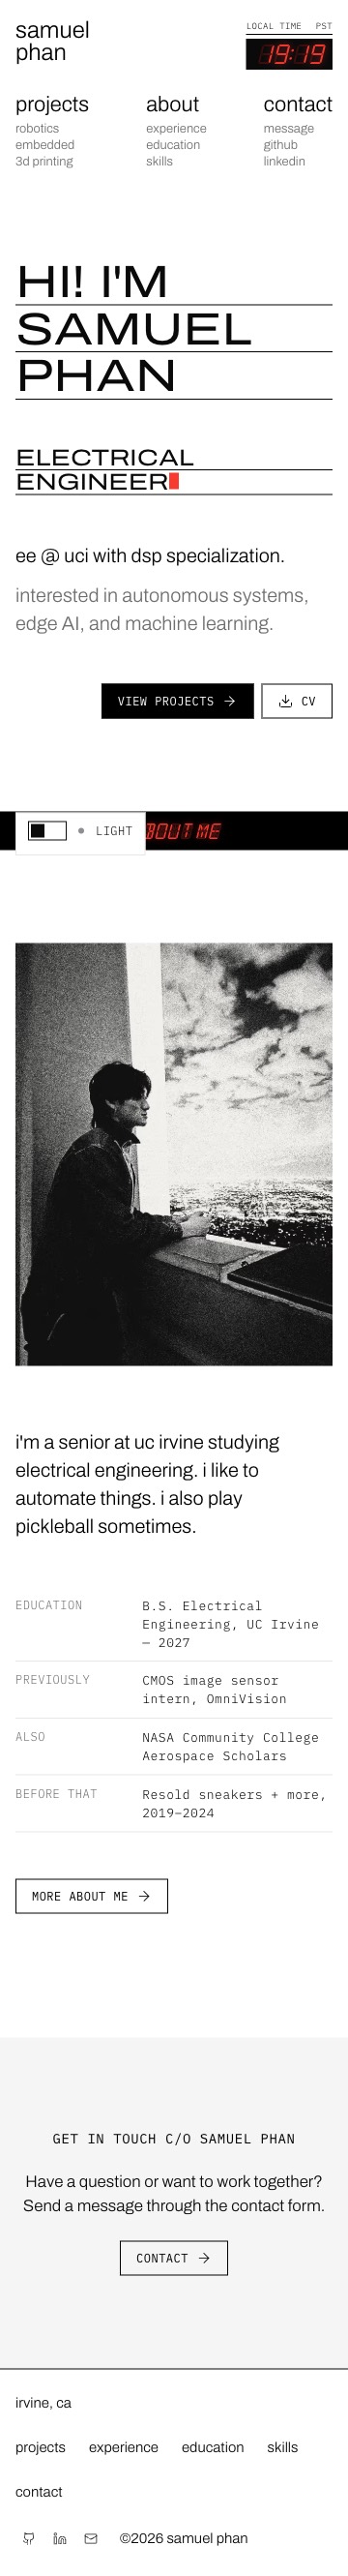 samuel
phan
LOCAL TIME PST
19:19
projects
robotics
embedded
3d printing
about
experience
education
skills
contact
message
github
linkedin
HI! I'M
SAMUEL
PHAN
ELECTRICAL
ENGINEER
ee @ uci with dsp specialization.
interested in autonomous systems,
edge AI, and machine learning.
VIEW PROJECTS →
CV
LIGHT
BOUT ME
i'm a senior at uc irvine studying
electrical engineering. i like to
automate things. i also play
pickleball sometimes.
EDUCATION
B.S. Electrical
Engineering, UC Irvine
— 2027
PREVIOUSLY
CMOS image sensor
intern, OmniVision
ALSO
NASA Community College
Aerospace Scholars
BEFORE THAT
Resold sneakers + more,
2019–2024
MORE ABOUT ME →
GET IN TOUCH C/O SAMUEL PHAN
Have a question or want to work together?
Send a message through the contact form.
CONTACT →
irvine, ca
projects experience education skills
contact
©2026 samuel phan